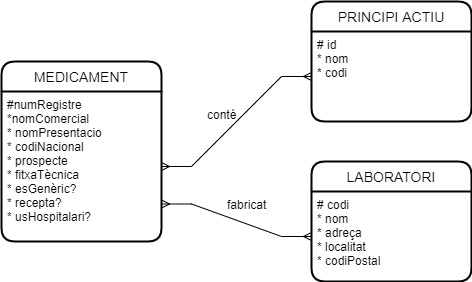 PRINCIPI ACTIU
# id
* nom
* codi
MEDICAMENT
#numRegistre
*nomComercial
* nomPresentacio
* codiNacional
* prospecte
* fitxaTècnica
* esGenèric?
* recepta?
* usHospitalari?
conté
fabricat
LABORATORI
# codi
* nom
* adreça
* localitat
* codiPostal